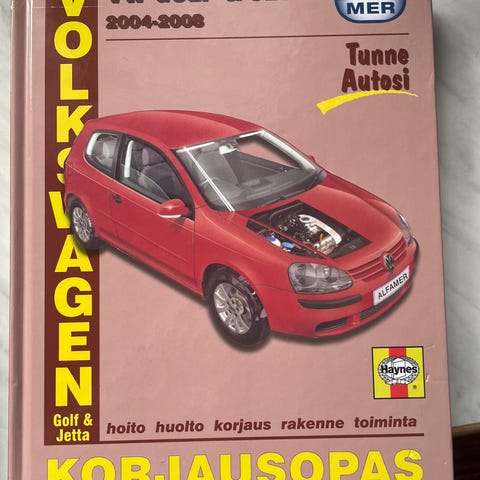 2004-2008
MER
Tunne
Autosi
VOLKSWAGEN
Golf &
Jetta
ALFAMER
Haynes
hoito huolto korjaus rakenne toiminta
KORJAUSOPAS